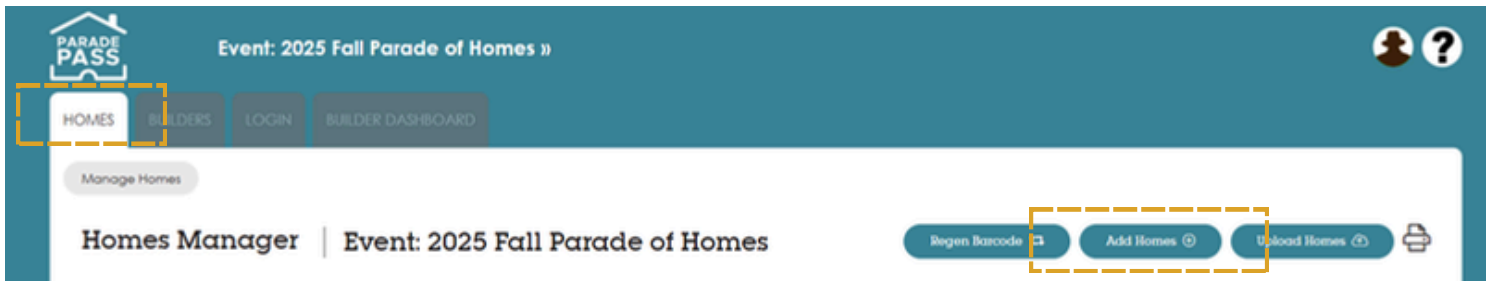 PARADE
PASS
Event: 2025 Fall Parade of Homes »
?
HOMES BUILDERS LOGIN BUILDER DASHBOARD
Manage Homes
Homes Manager | Event: 2025 Fall Parade of Homes
Regen Barcode Add Homes Upload Homes